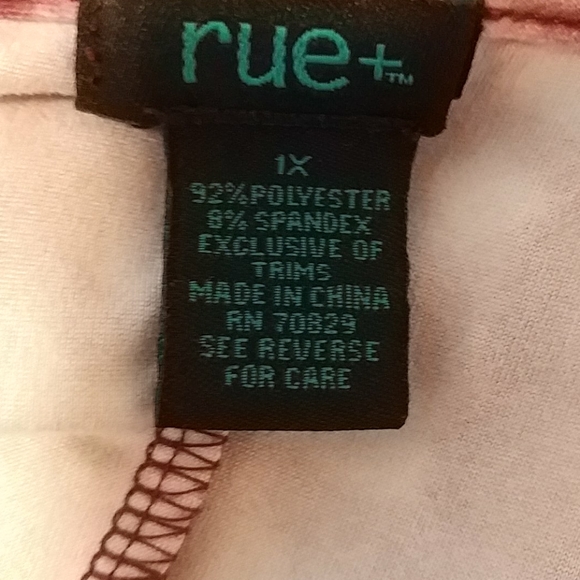 rue+™
1X
92% POLYESTER
8% SPANDEX
EXCLUSIVE OF
TRIMS
MADE IN CHINA
RN 70829
SEE REVERSE
FOR CARE